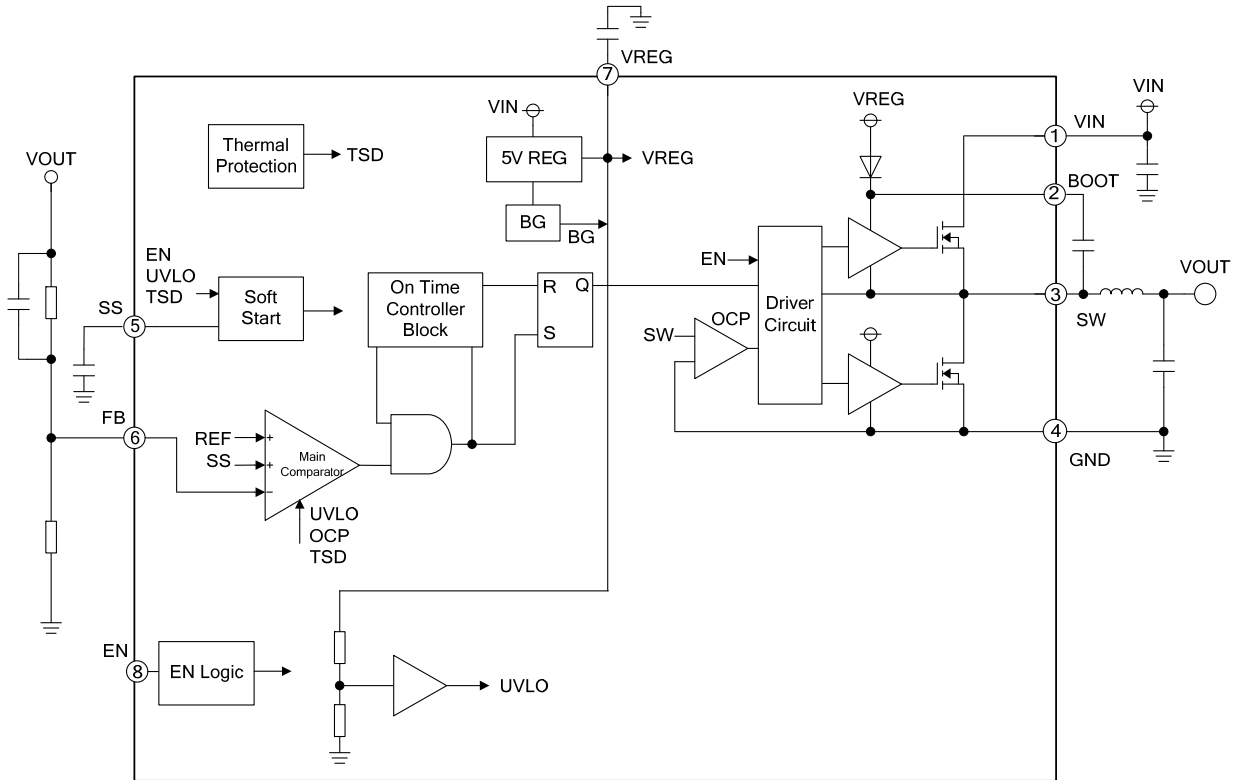 VREG
7
VIN
VREG
VIN
1
VIN
Thermal
Protection
TSD
5V REG
VREG
VOUT
2
BOOT
BG
BG
EN
UVLO
TSD
EN
VOUT
SS
5
Soft
Start
On Time
Controller
Block
R
Q
S
Driver
Circuit
3
SW
SW
OCP
FB
6
REF
SS
+
+
-
Main
Comparator
4
GND
UVLO
OCP
TSD
EN
8
EN Logic
UVLO